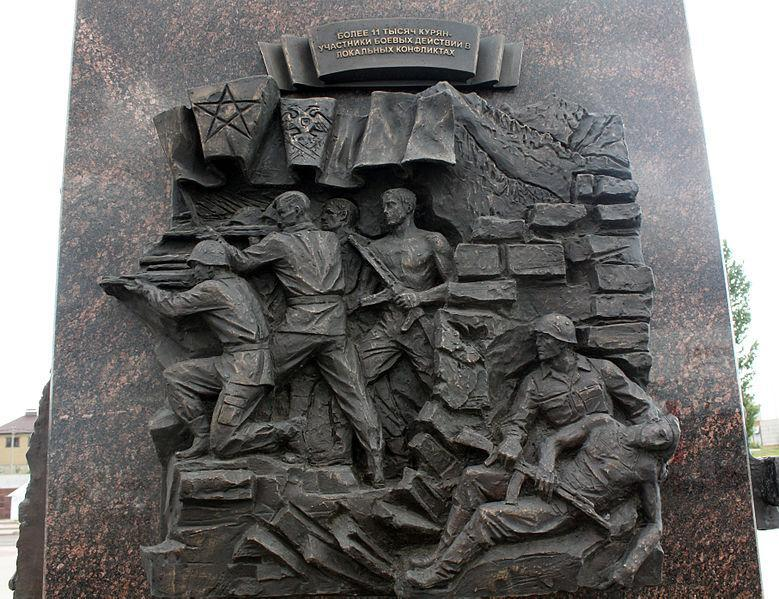 БОЛЕЕ 11 ТЫСЯЧ КУРЯН-
УЧАСТНИКИ БОЕВЫХ ДЕЙСТВИЙ В
ЛОКАЛЬНЫХ КОНФЛИКТАХ